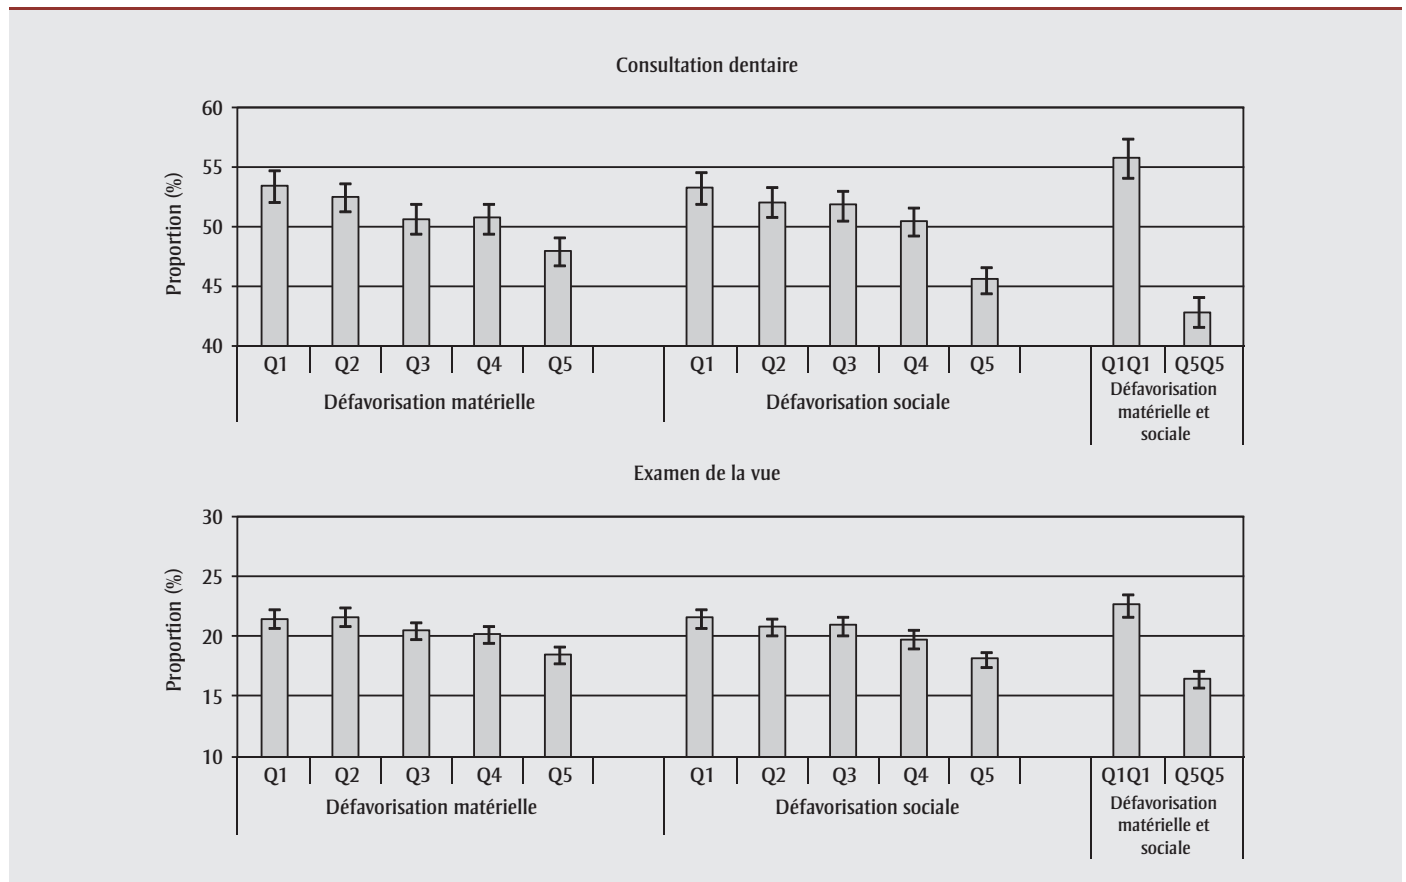 Consultation dentaire
60
55
50
45
40
Proportion (%)
Q1 Q2 Q3 Q4 Q5 Q1 Q2 Q3 Q4 Q5 Q1Q1 Q5Q5
Défavorisation matérielle
Défavorisation sociale
Défavorisation
matérielle et
sociale
Examen de la vue
30
25
20
15
10
Proportion (%)
Q1 Q2 Q3 Q4 Q5 Q1 Q2 Q3 Q4 Q5 Q1Q1 Q5Q5
Défavorisation matérielle
Défavorisation sociale
Défavorisation
matérielle et
sociale